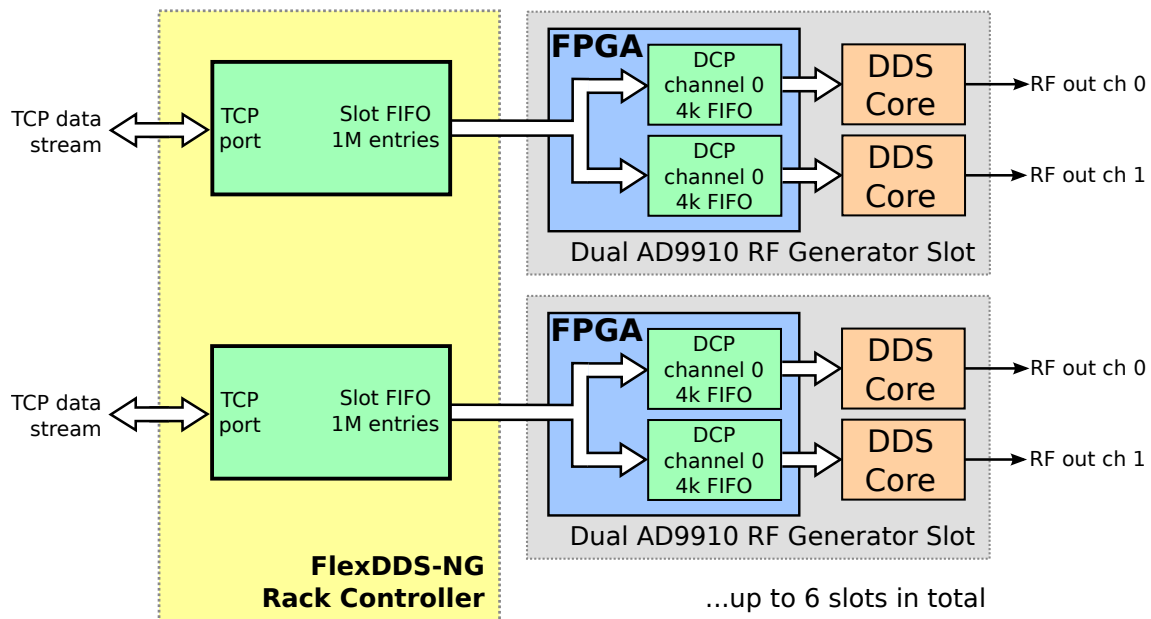 TCP data
stream
TCP
port
Slot FIFO
1M entries
FPGA
DCP
channel 0
4k FIFO
DDS
Core
RF out ch 0
DCP
channel 0
4k FIFO
DDS
Core
RF out ch 1
Dual AD9910 RF Generator Slot
TCP data
stream
TCP
port
Slot FIFO
1M entries
FPGA
DCP
channel 0
4k FIFO
DDS
Core
RF out ch 0
DCP
channel 0
4k FIFO
DDS
Core
RF out ch 1
Dual AD9910 RF Generator Slot
FlexDDS-NG
Rack Controller
...up to 6 slots in total